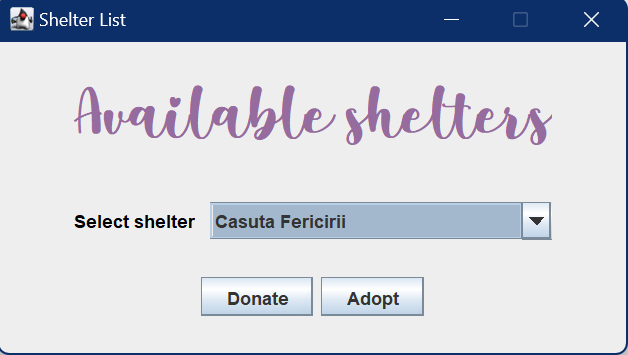 Shelter List
Available shelters
Select shelter Casuta Fericirii
Donate Adopt